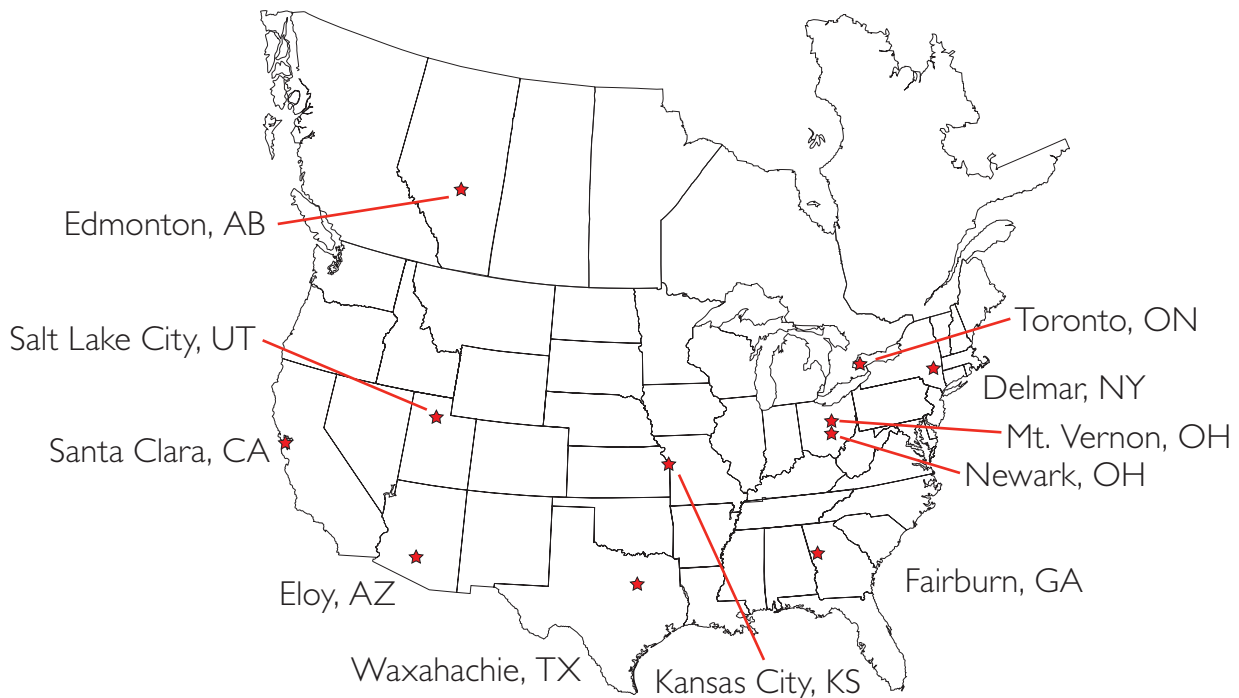 Edmonton, AB
Salt Lake City, UT
Toronto, ON
Delmar, NY
Mt. Vernon, OH
Santa Clara, CA
Newark, OH
Eloy, AZ
Fairburn, GA
Waxahachie, TX
Kansas City, KS